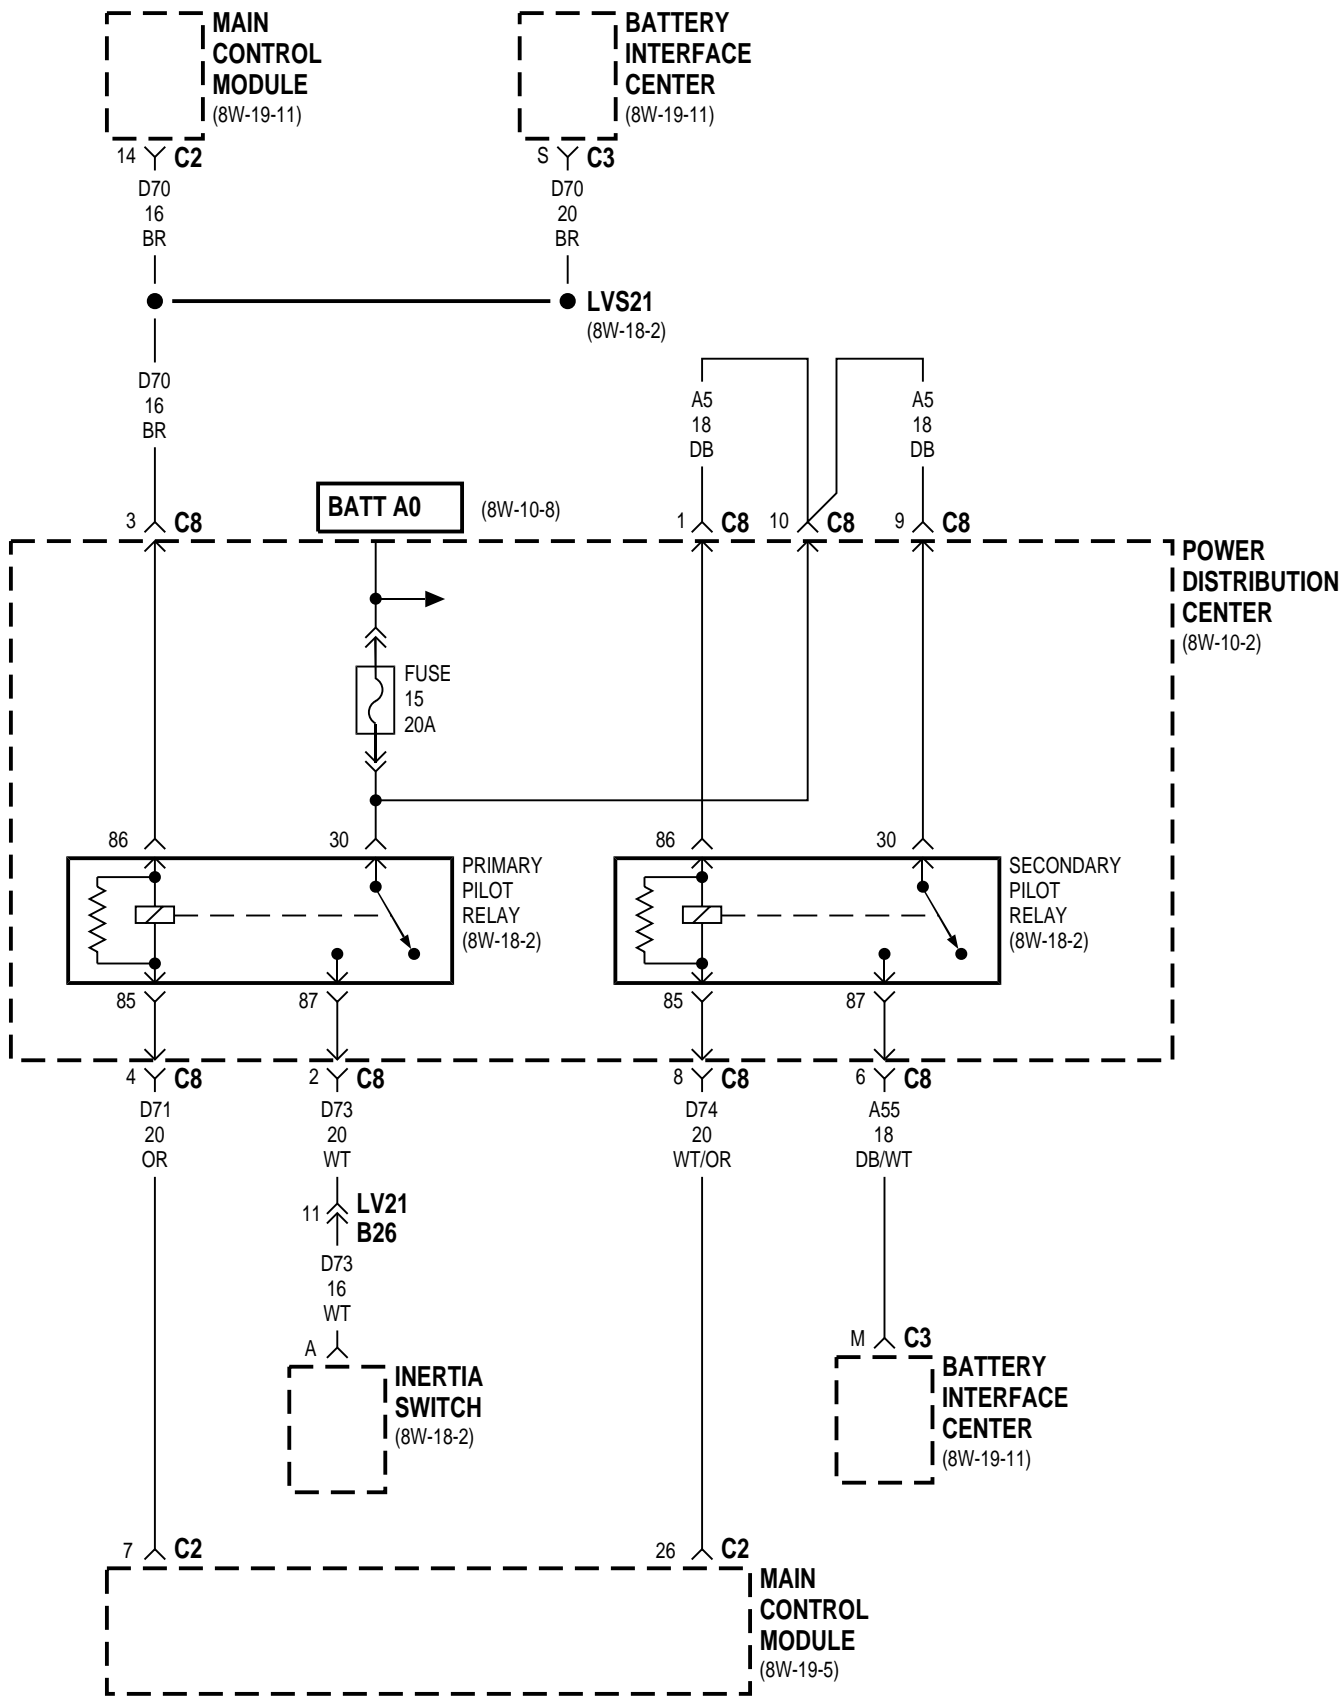 MAIN
CONTROL
MODULE
(8W-19-11)
BATTERY
INTERFACE
CENTER
(8W-19-11)
14 C2
S C3
D70
16
BR
D70
20
BR
LVS21
(8W-18-2)
D70
16
BR
A5
18
DB
A5
18
DB
3 C8
BATT A0 (8W-10-8)
1 C8
10 C8
9 C8
POWER
DISTRIBUTION
CENTER
(8W-10-2)
FUSE
15
20A
86
30
PRIMARY
PILOT
RELAY
(8W-18-2)
86
30
SECONDARY
PILOT
RELAY
(8W-18-2)
85
87
85
87
4 C8
2 C8
8 C8
6 C8
D71
20
OR
D73
20
WT
D74
20
WT/OR
A55
18
DB/WT
11 LV21
B26
D73
16
WT
A
INERTIA
SWITCH
(8W-18-2)
M C3
BATTERY
INTERFACE
CENTER
(8W-19-11)
7 C2
26 C2
MAIN
CONTROL
MODULE
(8W-19-5)